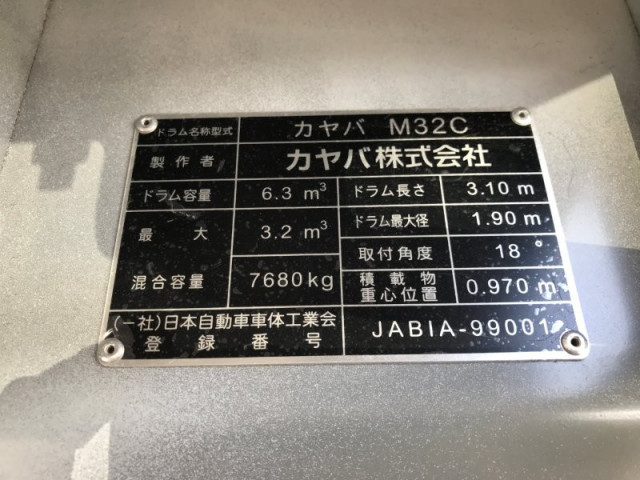 ドラム名称型式 カヤバ M32C
製作者 カヤバ株式会社
ドラム容量 6.3 m³ ドラム長さ 3.10 m
最大 3.2 m³ ドラム最大径 1.90 m
取付角度 18°
混合容量 7680kg 積載物重心位置 0.970 m
(一社)日本自動車車体工業会 JABIA-99001
登録番号